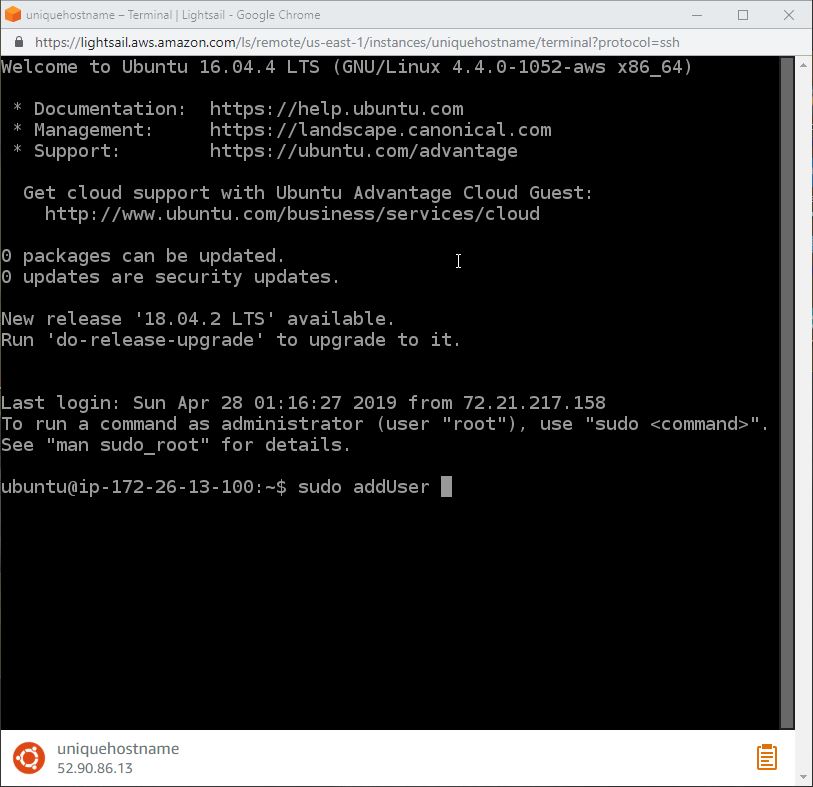 uniquehostname – Terminal | Lightsail - Google Chrome
https://lightsail.aws.amazon.com/ls/remote/us-east-1/instances/uniquehostname/terminal?protocol=ssh
Welcome to Ubuntu 16.04.4 LTS (GNU/Linux 4.4.0-1052-aws x86_64)
* Documentation:  https://help.ubuntu.com
* Management:     https://landscape.canonical.com
* Support:        https://ubuntu.com/advantage
Get cloud support with Ubuntu Advantage Cloud Guest:
http://www.ubuntu.com/business/services/cloud
0 packages can be updated.
0 updates are security updates.
New release '18.04.2 LTS' available.
Run 'do-release-upgrade' to upgrade to it.
Last login: Sun Apr 28 01:16:27 2019 from 72.21.217.158
To run a command as administrator (user "root"), use "sudo <command>".
See "man sudo_root" for details.
ubuntu@ip-172-26-13-100:~$ sudo addUser
uniquehostname
52.90.86.13